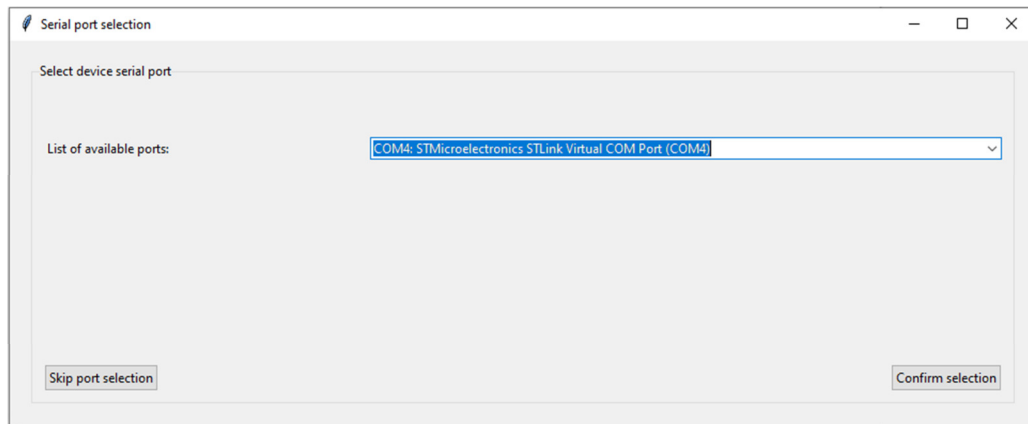 Serial port selection
Select device serial port
List of available ports:
COM4: STMicroelectronics STLink Virtual COM Port (COM4)
Skip port selection
Confirm selection